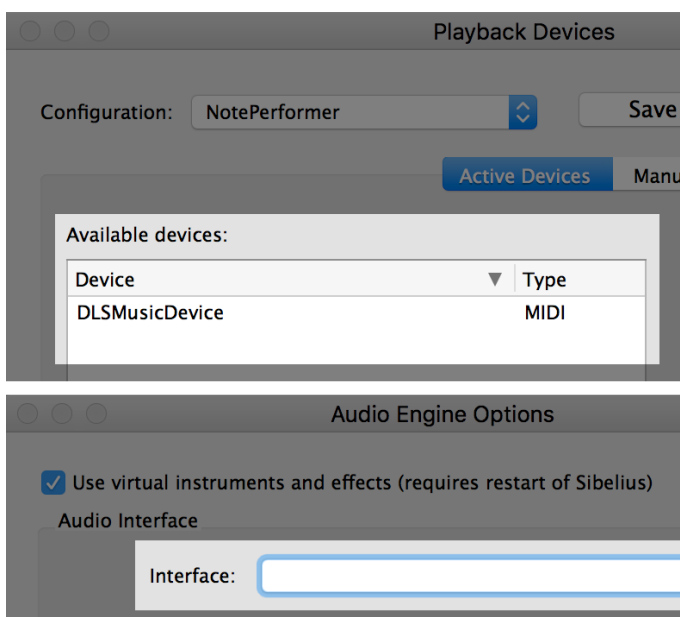 Playback Devices
Configuration: NotePerformer Save
Active Devices Manu
Available devices:
Device Type
DLSMusicDevice MIDI
Audio Engine Options
Use virtual instruments and effects (requires restart of Sibelius)
Audio Interface
Interface: